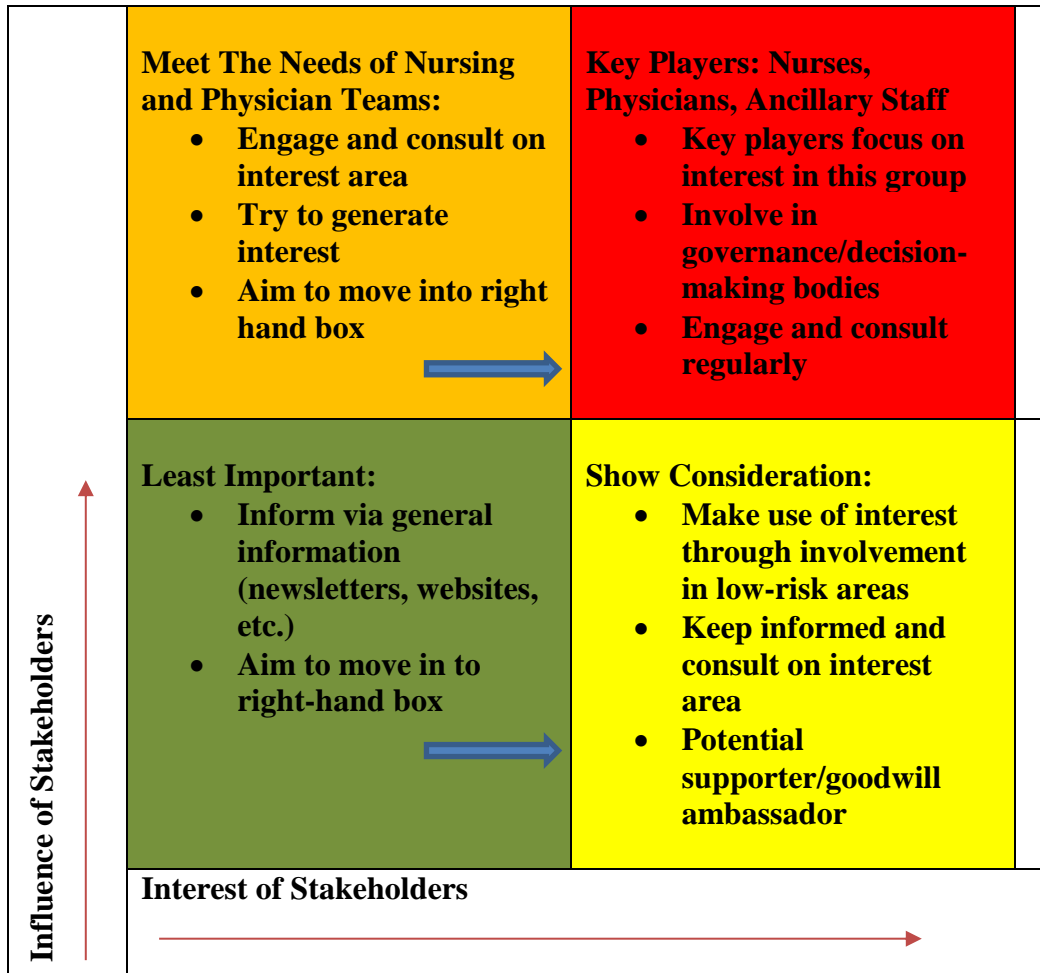 Meet The Needs of Nursing
and Physician Teams:
• Engage and consult on
interest area
• Try to generate
interest
• Aim to move into right
hand box
Key Players: Nurses,
Physicians, Ancillary Staff
• Key players focus on
interest in this group
• Involve in
governance/decision-
making bodies
• Engage and consult
regularly
Least Important:
• Inform via general
information
(newsletters, websites,
etc.)
• Aim to move in to
right-hand box
Show Consideration:
• Make use of interest
through involvement
in low-risk areas
• Keep informed and
consult on interest
area
• Potential
supporter/goodwill
ambassador
Influence of Stakeholders
Interest of Stakeholders